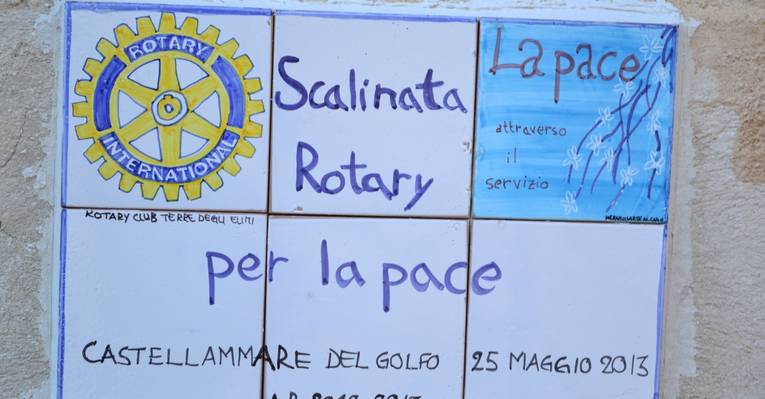 ROTARY
INTERNATIONAL
ROTARY CLUB TERRE DEGLI ELIMI
Scalinata
Rotary
La pace
attraverso
il
servizio
per la pace
CASTELLAMMARE DEL GOLFO 25 MAGGIO 2013